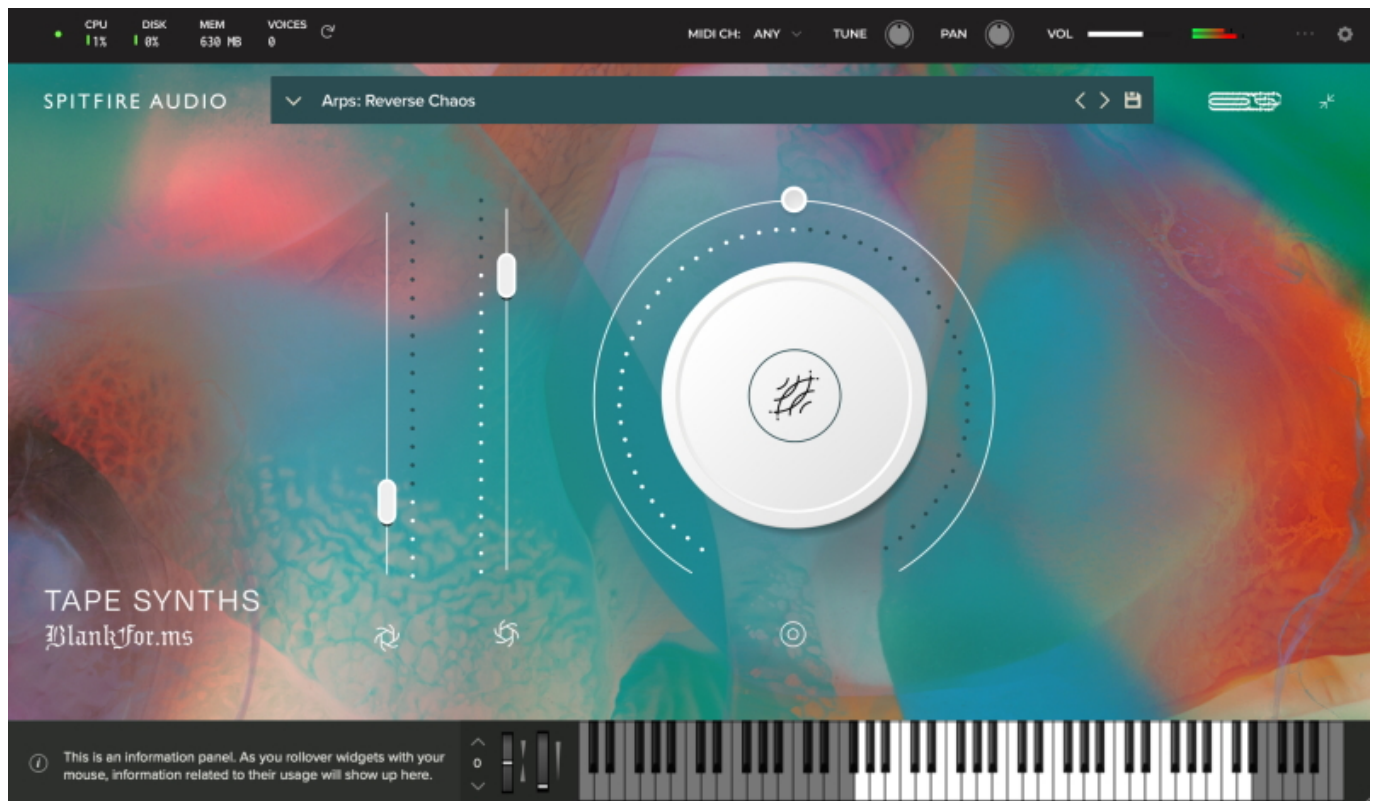 CPU DISK MEM VOICES
1% 0% 630 MB 0
MIDI CH: ANY TUNE PAN VOL
SPITFIRE AUDIO
Arps: Reverse Chaos
TAPE SYNTHS
BlankFor.ms
This is an information panel. As you rollover widgets with your
mouse, information related to their usage will show up here.
0